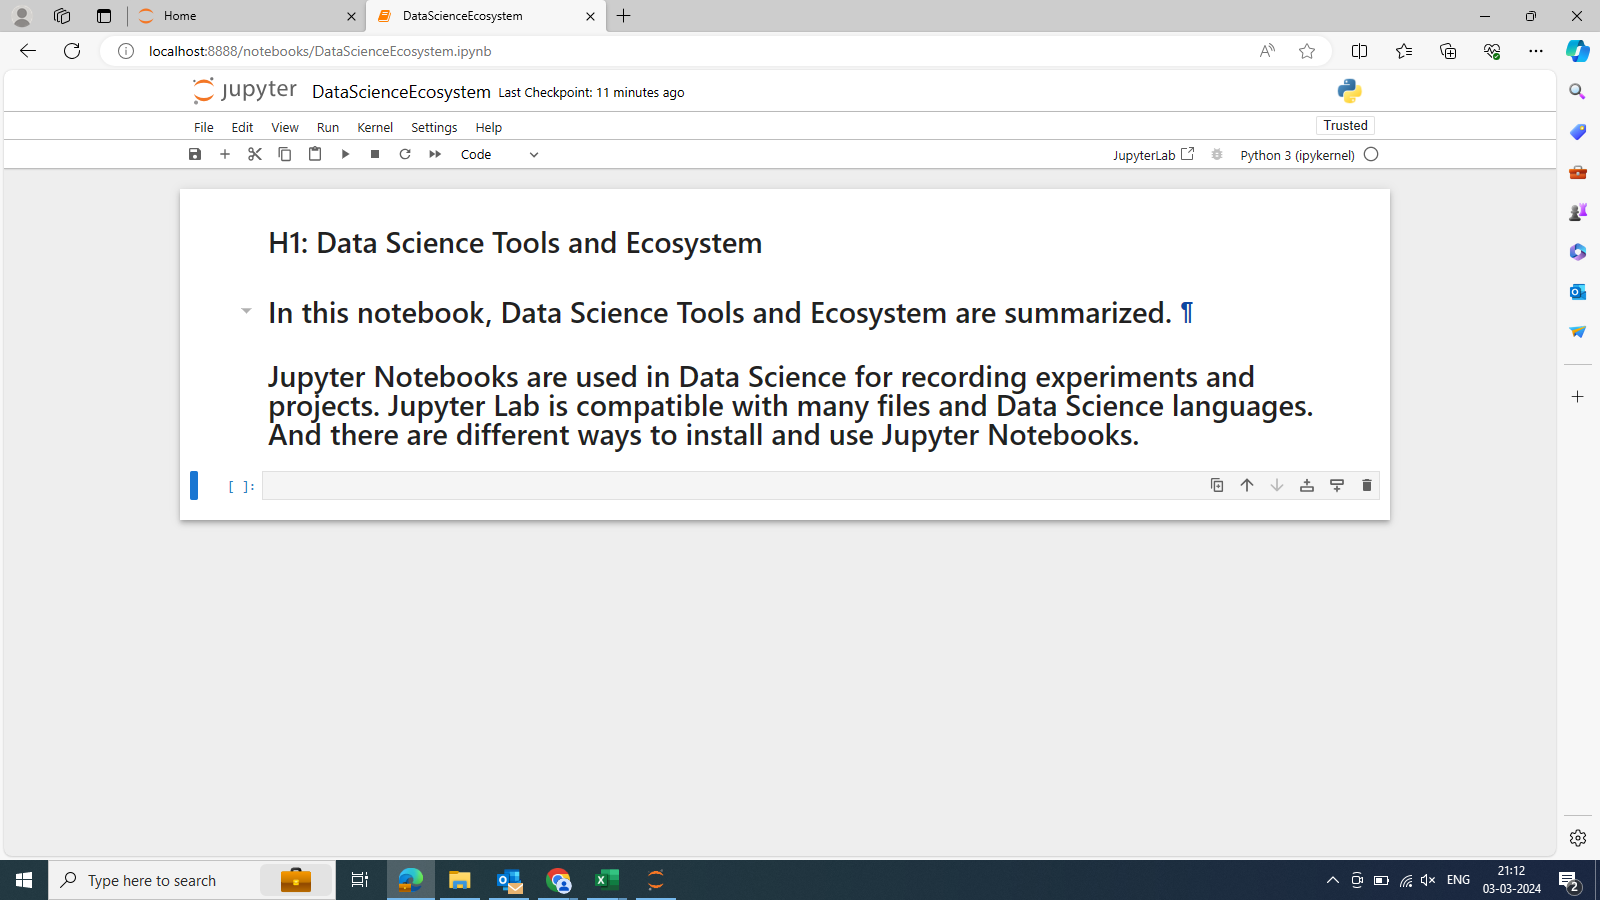 Home
DataScienceEcosystem
localhost:8888/notebooks/DataScienceEcosystem.ipynb
jupyter DataScienceEcosystem Last Checkpoint: 11 minutes ago
File Edit View Run Kernel Settings Help
Trusted
Code
JupyterLab
Python 3 (ipykernel)
H1: Data Science Tools and Ecosystem
In this notebook, Data Science Tools and Ecosystem are summarized. ¶
Jupyter Notebooks are used in Data Science for recording experiments and
projects. Jupyter Lab is compatible with many files and Data Science languages.
And there are different ways to install and use Jupyter Notebooks.
[ ]:
Type here to search
ENG
21:12
03-03-2024
2